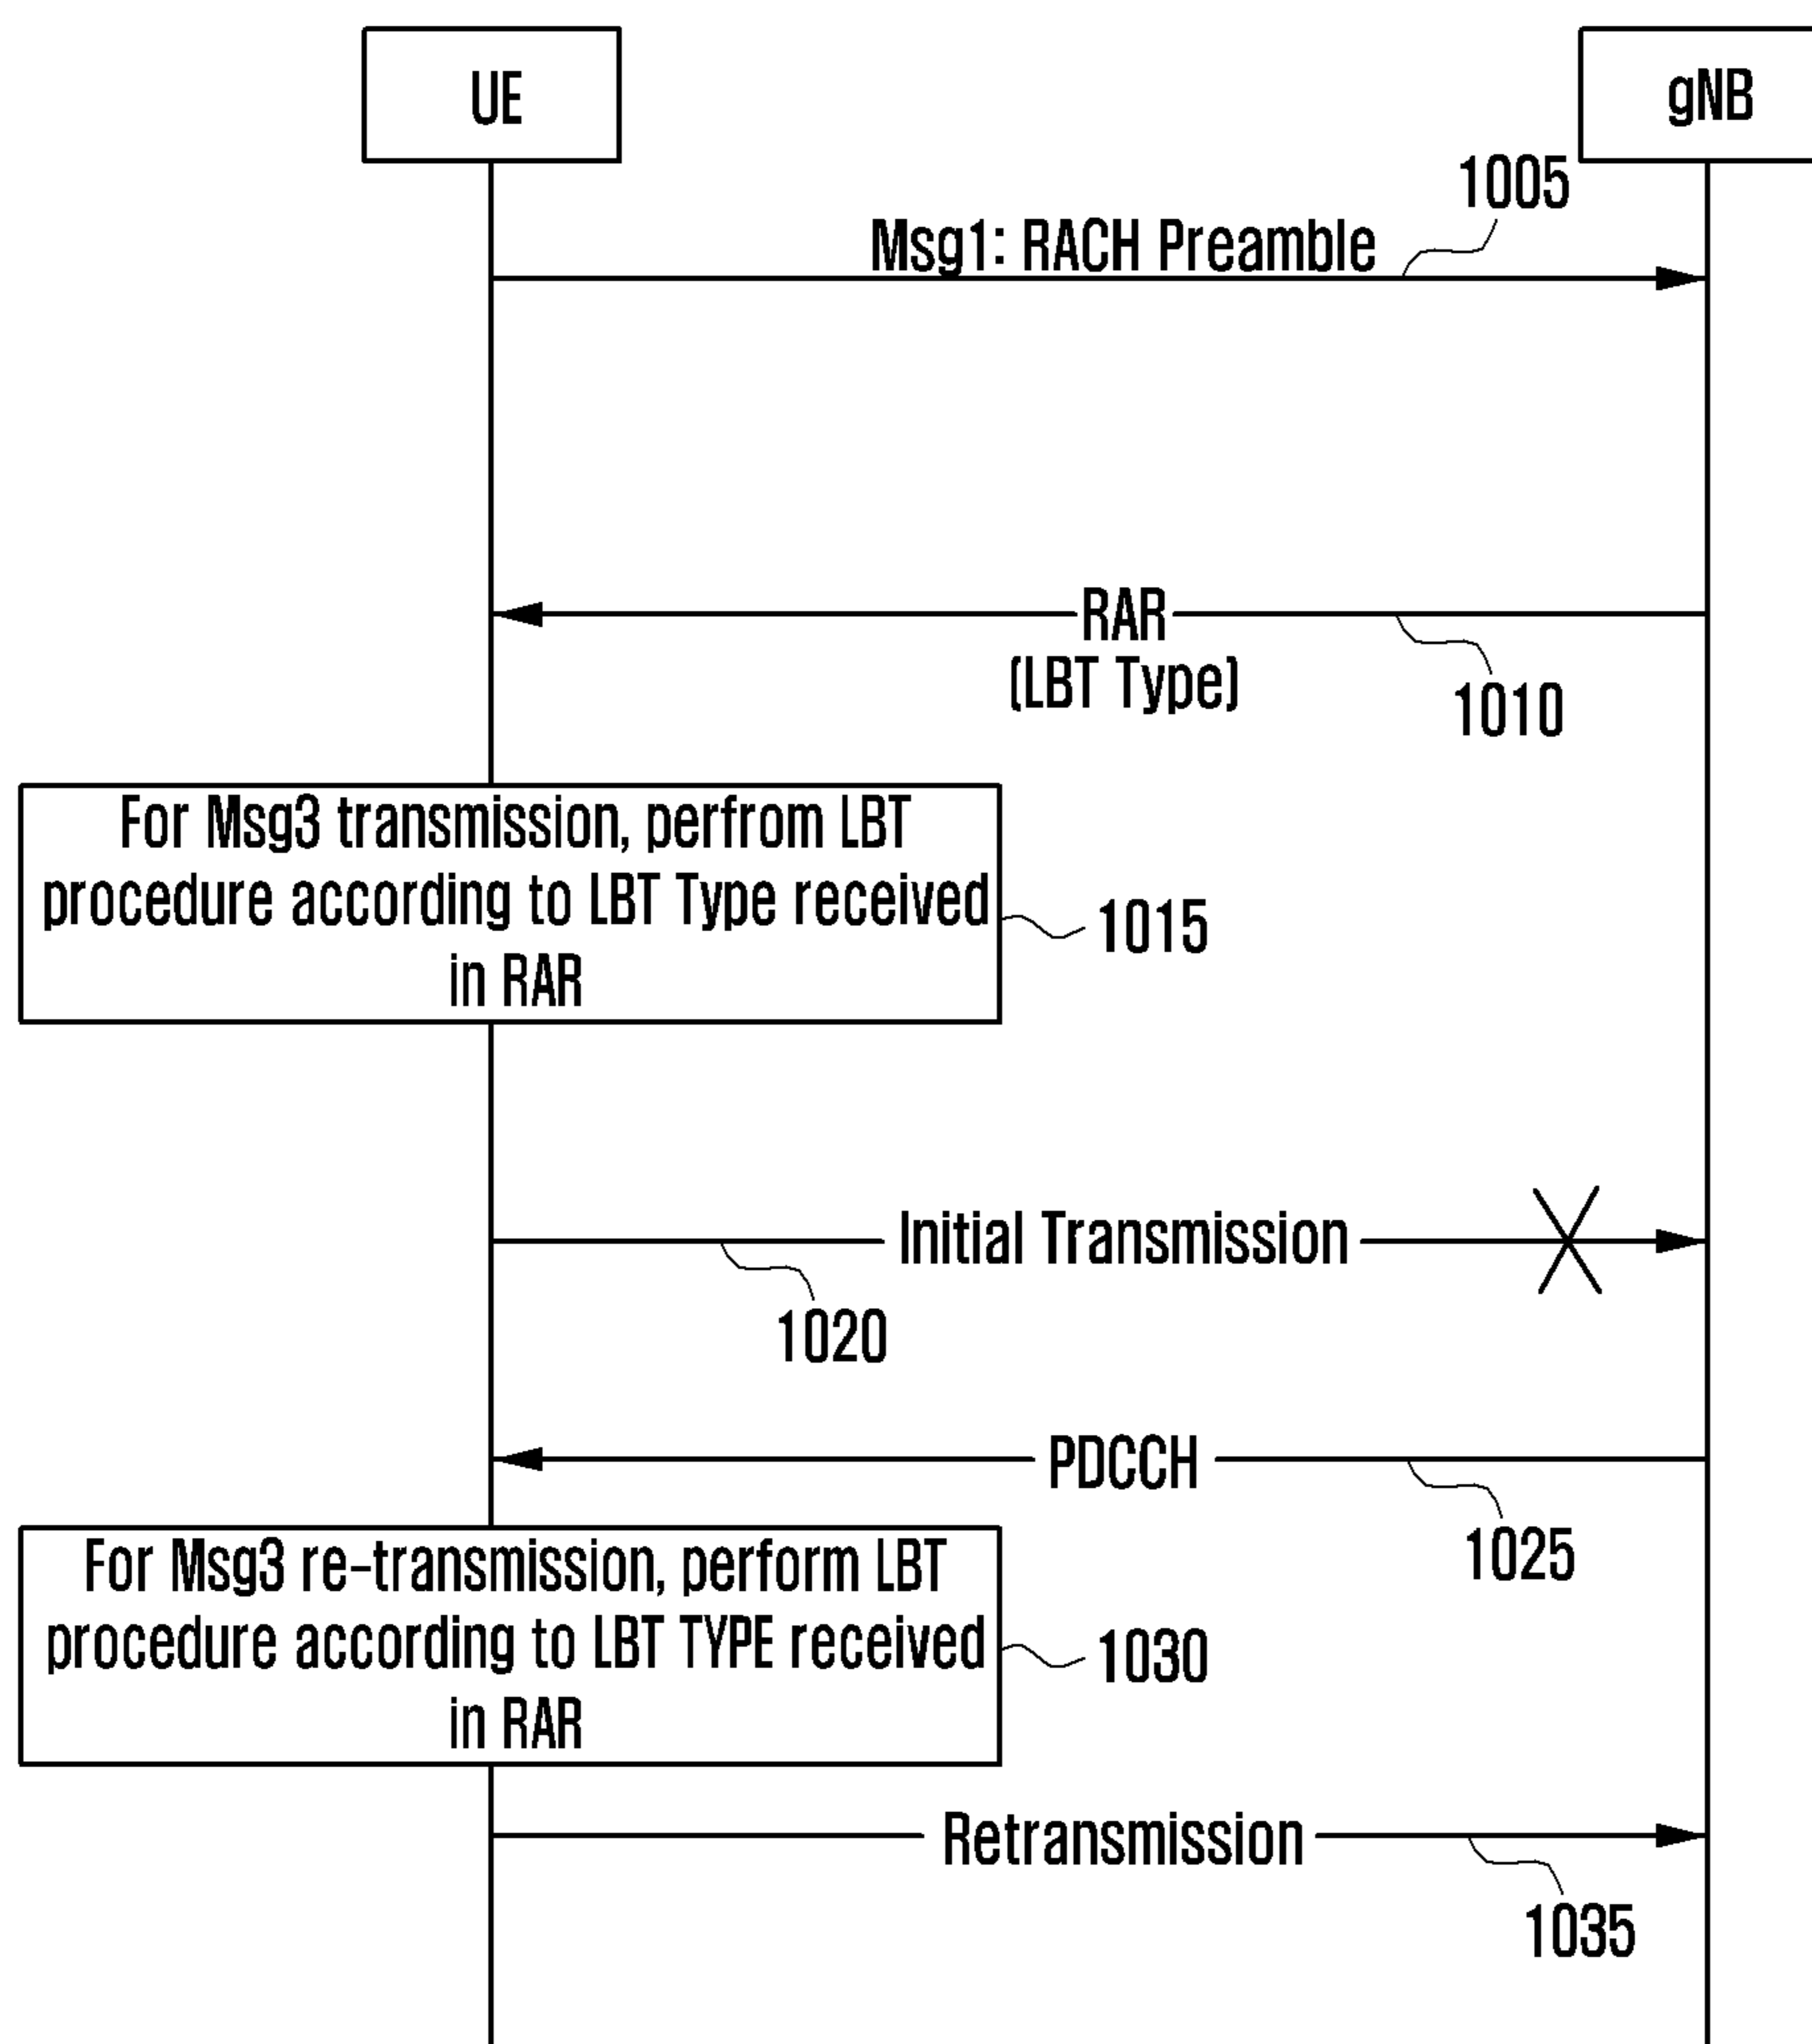 UE
gNB
1005
Msg1: RACH Preamble
RAR
(LBT Type)
1010
For Msg3 transmission, perfrom LBT
procedure according to LBT Type received
in RAR
1015
Initial Transmission
1020
PDCCH
1025
For Msg3 re-transmission, perform LBT
procedure according to LBT TYPE received
in RAR
1030
Retransmission
1035